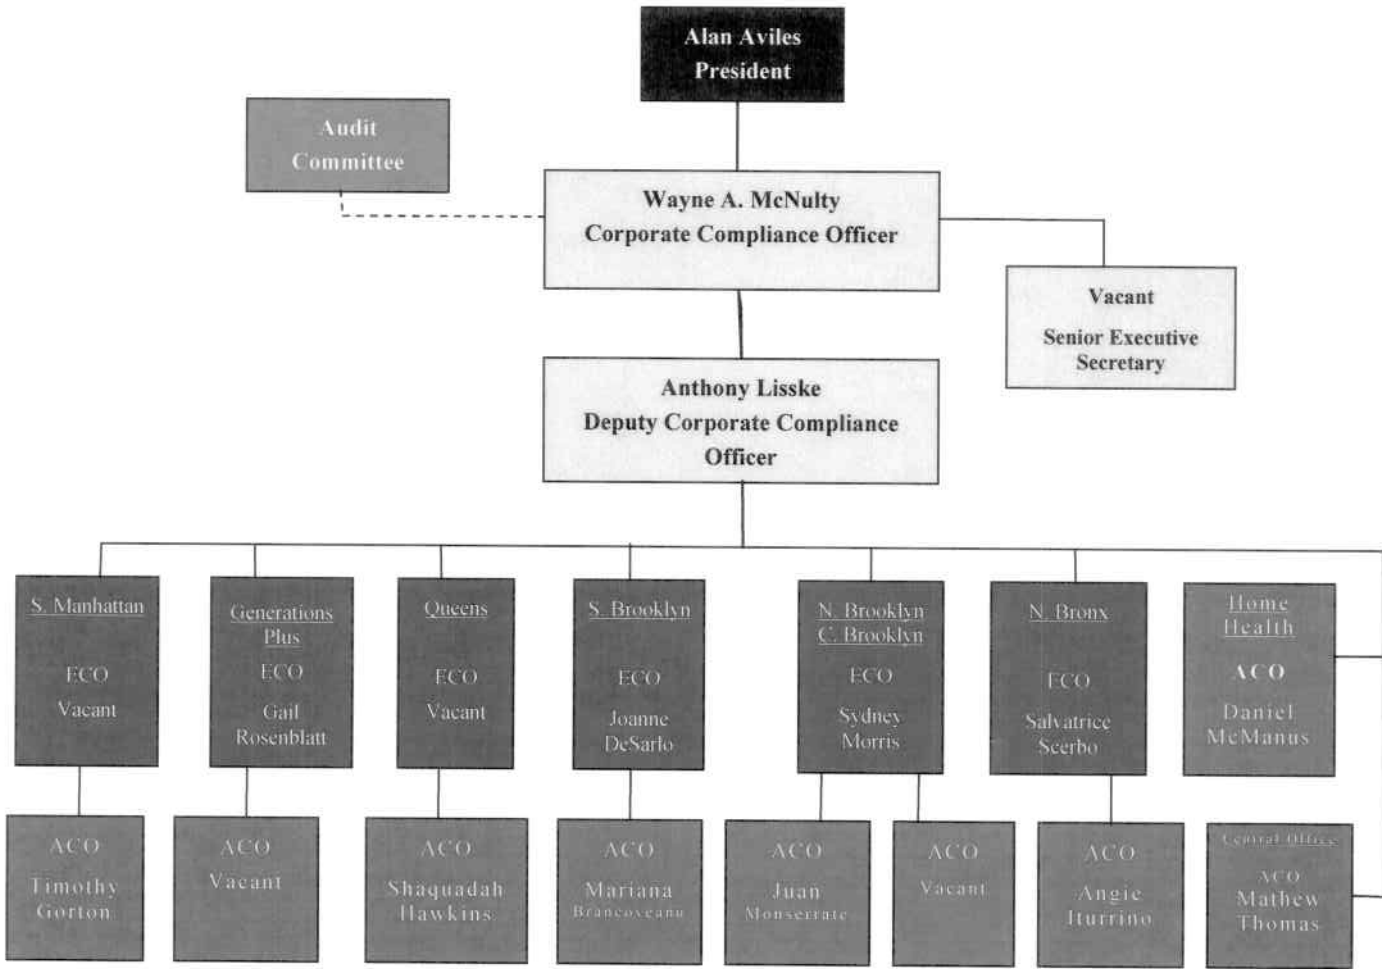 Alan Aviles
President
Audit
Committee
Wayne A. McNulty
Corporate Compliance Officer
Vacant
Senior Executive
Secretary
Anthony Lisske
Deputy Corporate Compliance
Officer
S. Manhattan
ECO
Vacant
Generations
Plus
ECO
Gail
Rosenblatt
Queens
ECO
Vacant
S. Brooklyn
ECO
Joanne
DeSarlo
N. Brooklyn
C. Brooklyn
ECO
Sydney
Morris
N. Bronx
ECO
Salvatrice
Scerbo
Home
Health
ACO
Daniel
McManus
ACO
Timothy
Gorton
ACO
Vacant
ACO
Shaquadah
Hawkins
ACO
Mariana
Brancoveanu
ACO
Juan
Monserrate
ACO
Vacant
ACO
Angie
Iturrino
Central Office
ACO
Mathew
Thomas